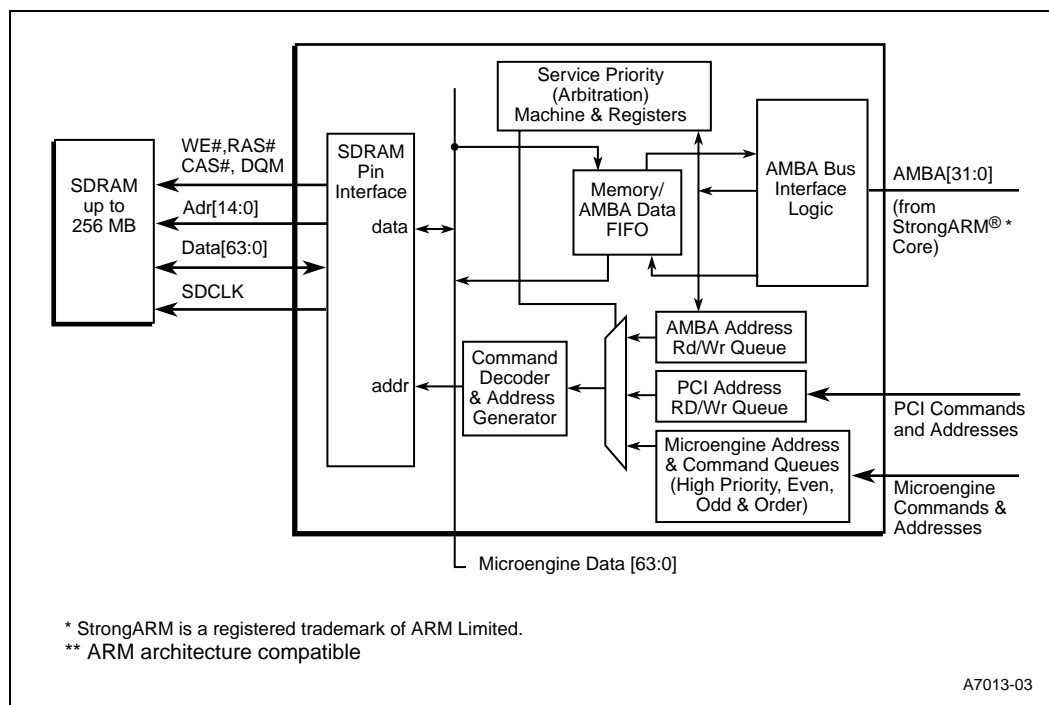 Service Priority
(Arbitration)
Machine & Registers
WE#,RAS#
CAS#, DQM
SDRAM
up to
256 MB
Adr[14:0]
Data[63:0]
SDCLK
SDRAM
Pin
Interface
data
addr
Memory/
AMBA Data
FIFO
AMBA Bus
Interface
Logic
AMBA[31:0]
(from
StrongARM® *
Core)
AMBA Address
Rd/Wr Queue
Command
Decoder
& Address
Generator
PCI Address
RD/Wr Queue
PCI Commands
and Addresses
Microengine Address
& Command Queues
(High Priority, Even,
Odd & Order)
Microengine
Commands &
Addresses
Microengine Data [63:0]
* StrongARM is a registered trademark of ARM Limited.
** ARM architecture compatible
A7013-03